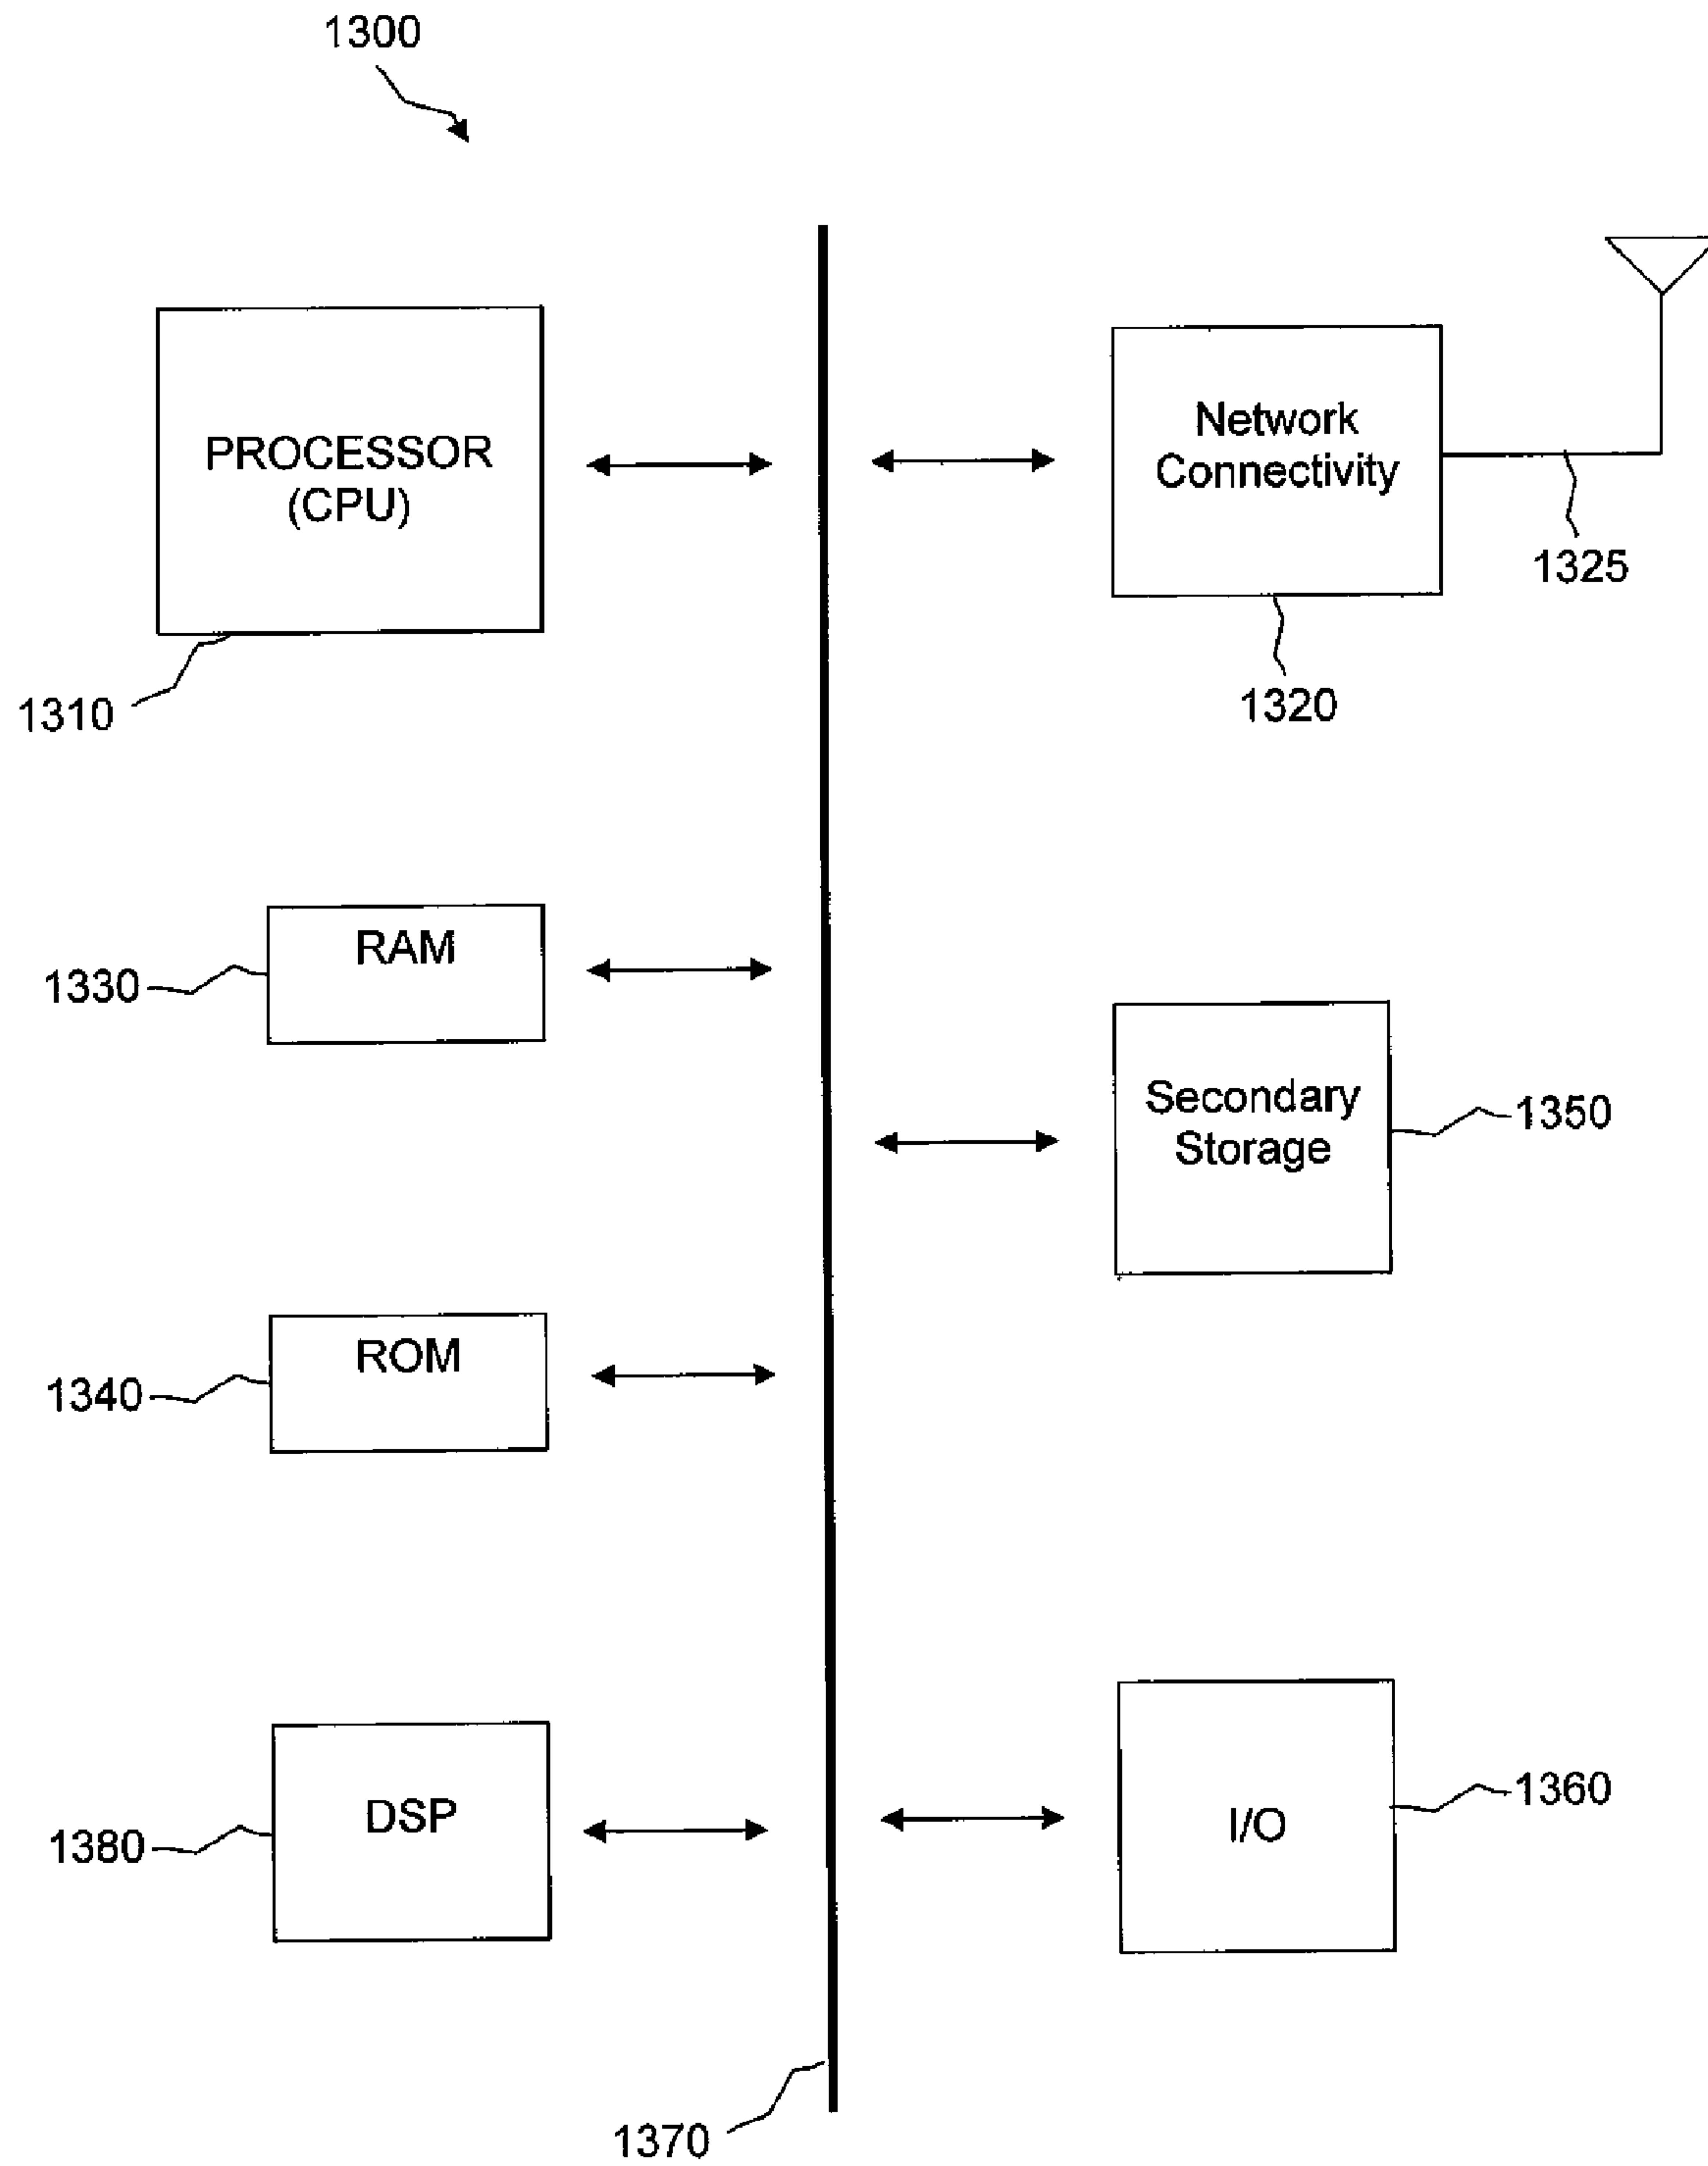 1300
PROCESSOR
(CPU)
1310
Network
Connectivity
1325
1320
RAM
1330
Secondary
Storage
1350
ROM
1340
DSP
1380
I/O
1360
1370